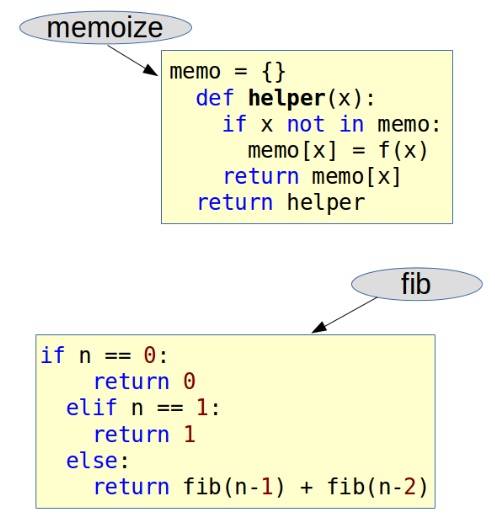 memoize
memo = {}
  def helper(x):
    if x not in memo:
      memo[x] = f(x)
    return memo[x]
  return helper
fib
if n == 0:
    return 0
  elif n == 1:
    return 1
  else:
    return fib(n-1) + fib(n-2)